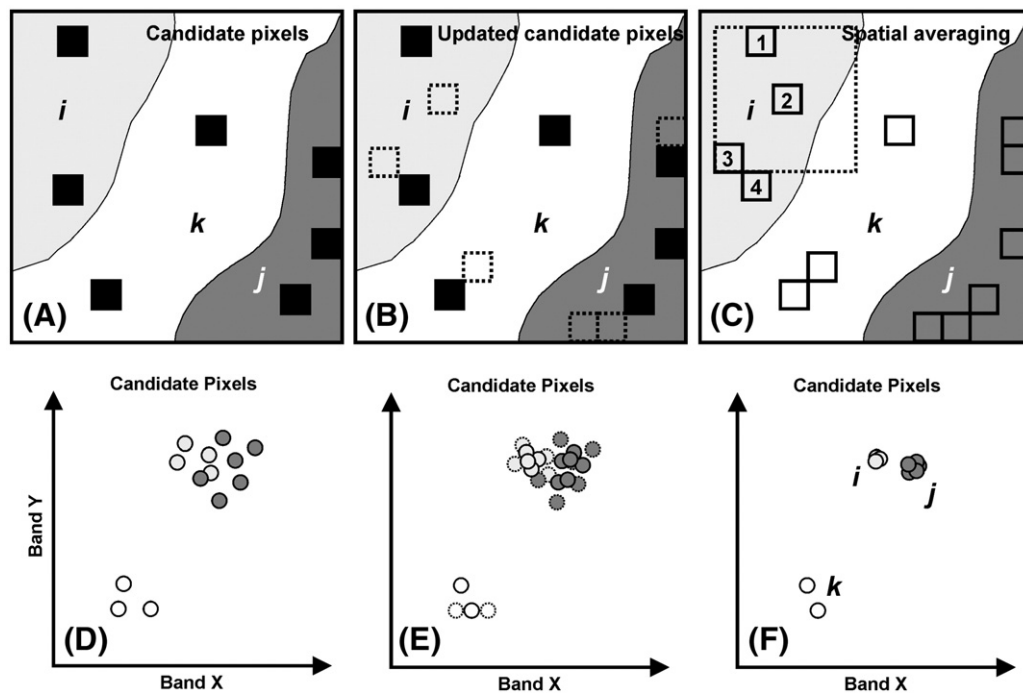 Candidate pixels
i
k
j
(A)
Updated candidate pixels
i
k
j
(B)
Spatial averaging
1
i
2
3
4
k
j
(C)
Candidate Pixels
Band Y
(D)
Band X
Candidate Pixels
(E)
Band X
Candidate Pixels
i
j
k
(F)
Band X